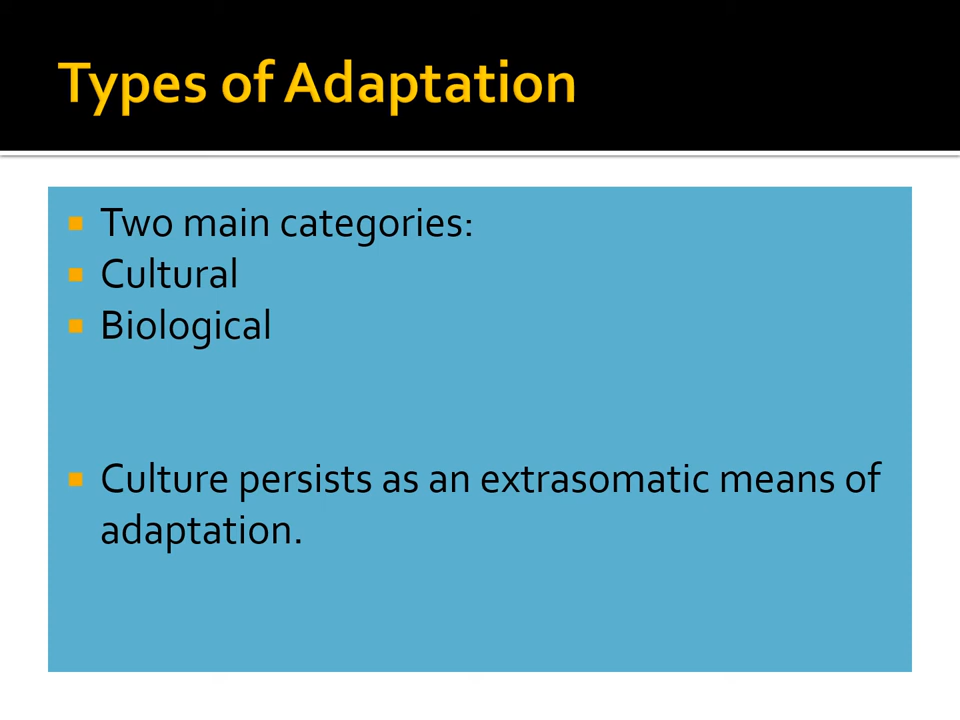 Types of Adaptation
Two main categories:
Cultural
Biological
Culture persists as an extrasomatic means of
adaptation.